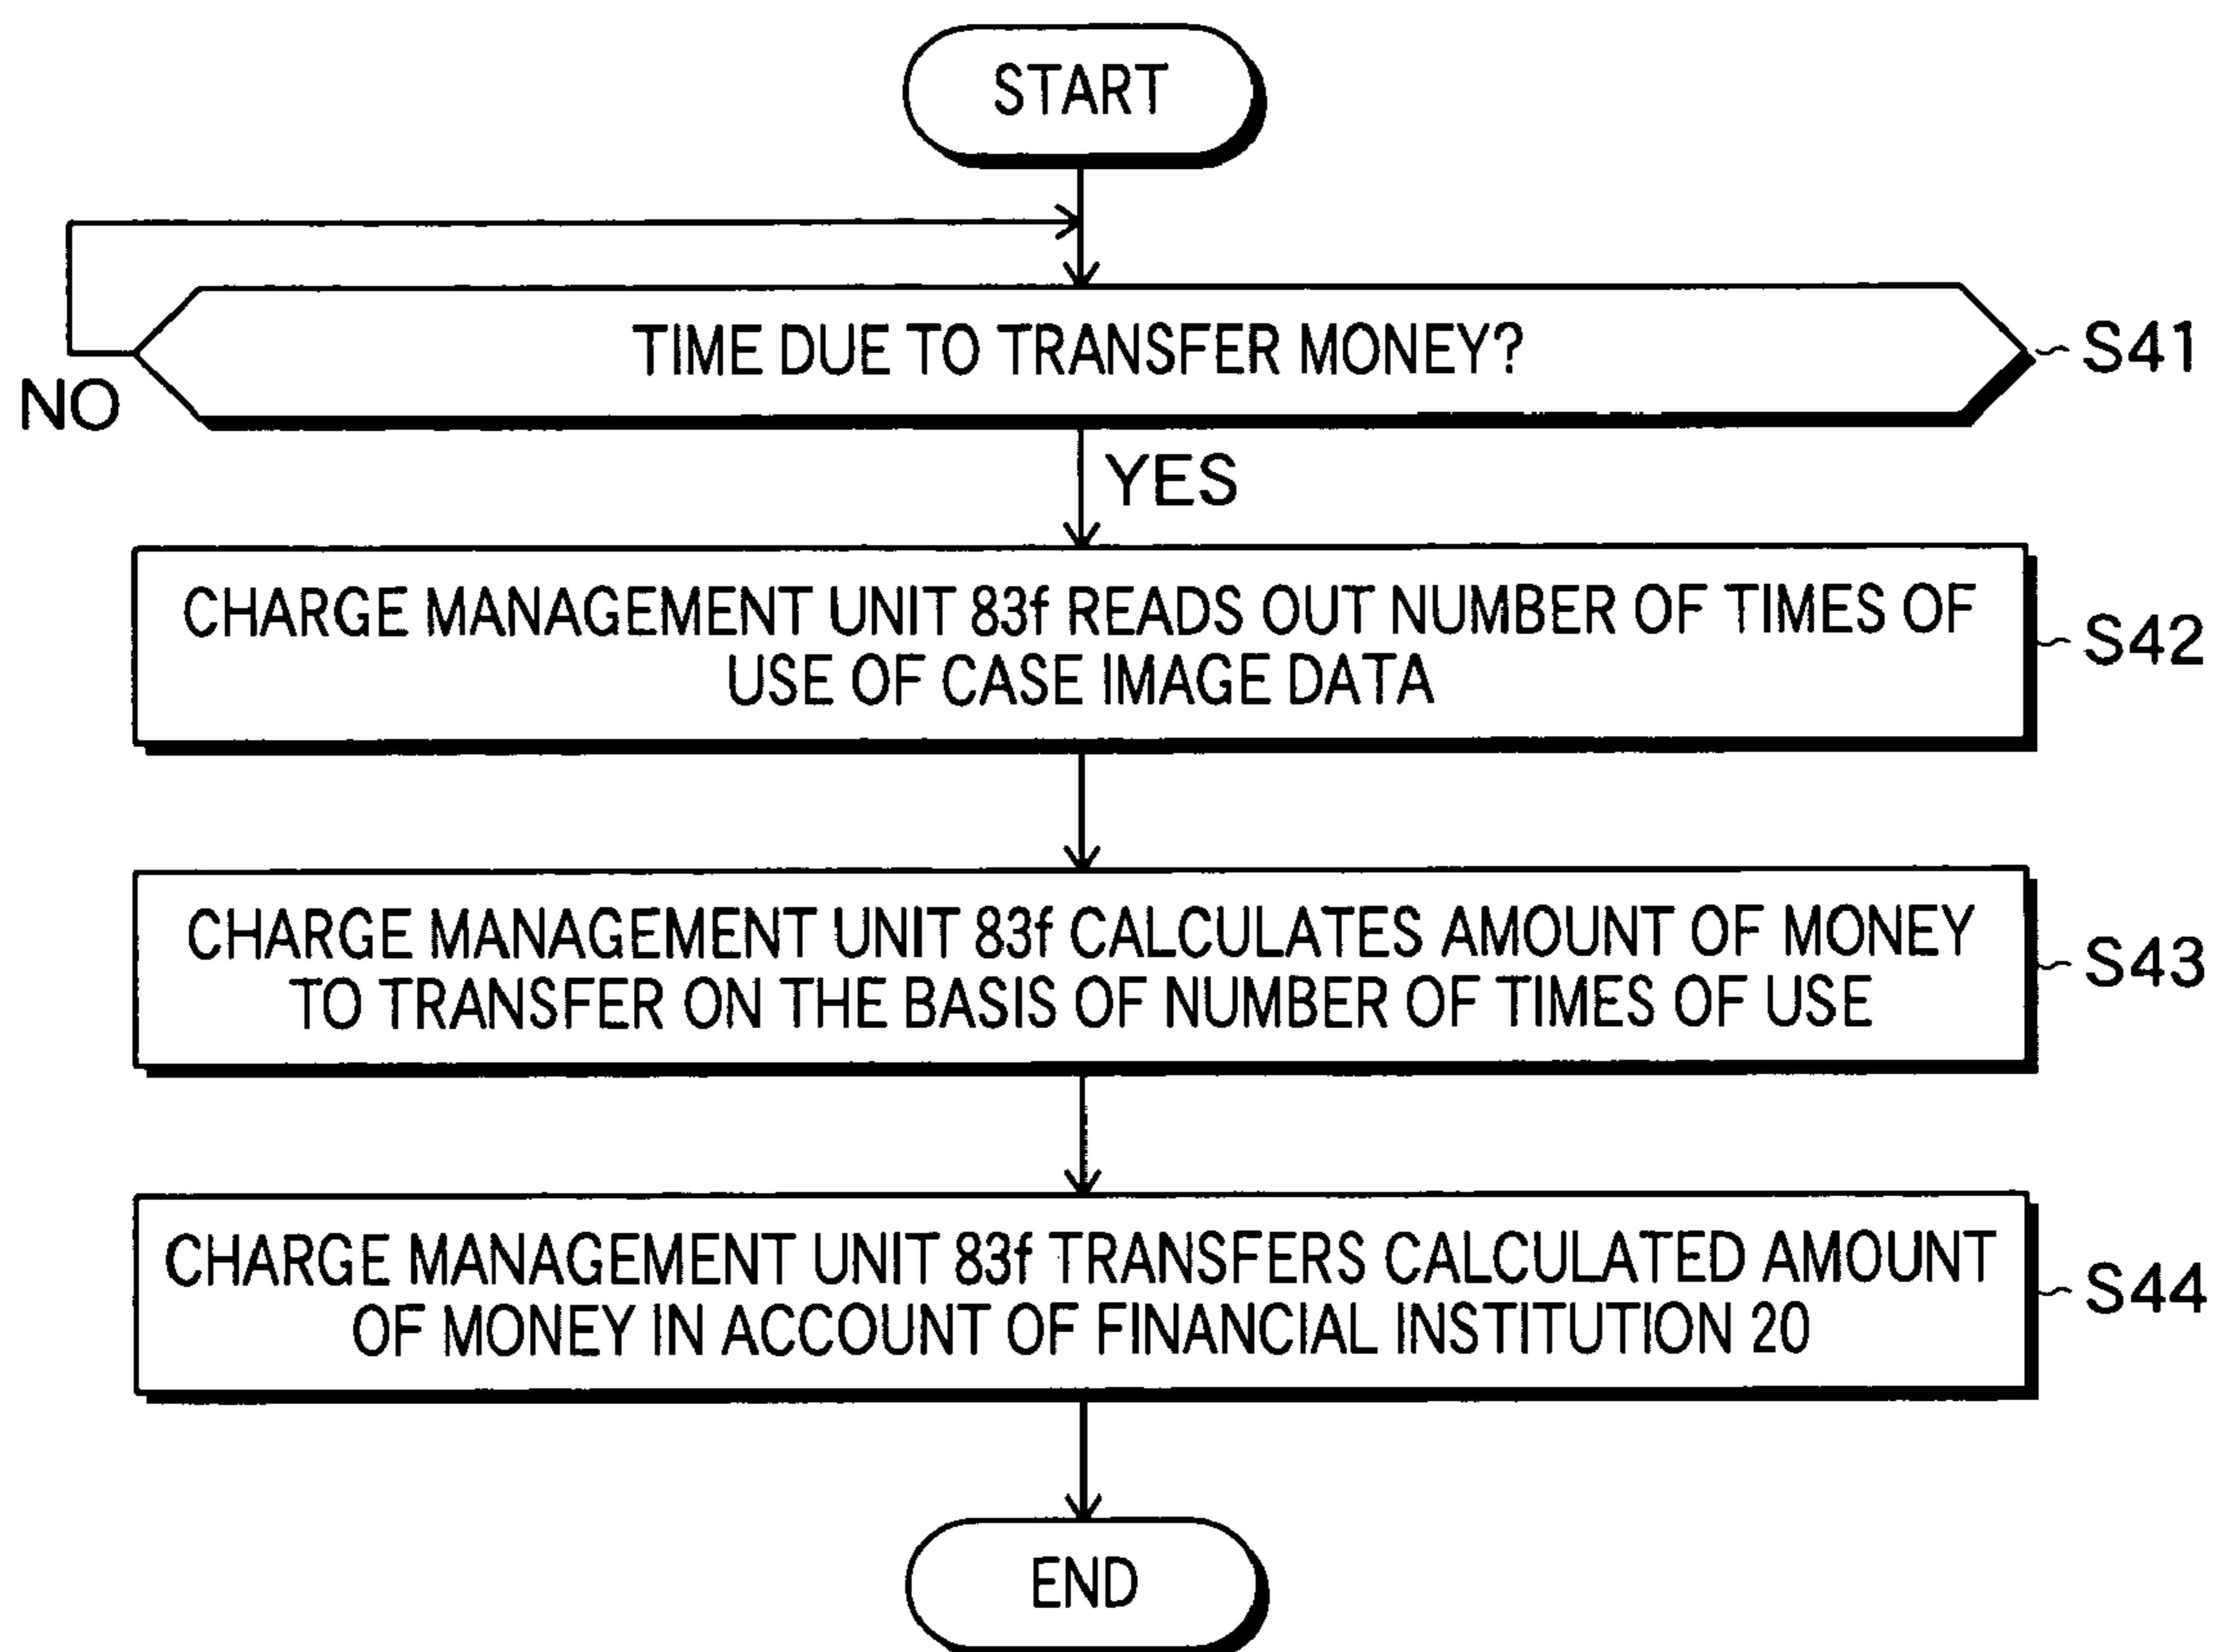 START
TIME DUE TO TRANSFER MONEY?
S41
NO
YES
CHARGE MANAGEMENT UNIT 83f READS OUT NUMBER OF TIMES OF
USE OF CASE IMAGE DATA
S42
CHARGE MANAGEMENT UNIT 83f CALCULATES AMOUNT OF MONEY
TO TRANSFER ON THE BASIS OF NUMBER OF TIMES OF USE
S43
CHARGE MANAGEMENT UNIT 83f TRANSFERS CALCULATED AMOUNT
OF MONEY IN ACCOUNT OF FINANCIAL INSTITUTION 20
S44
END